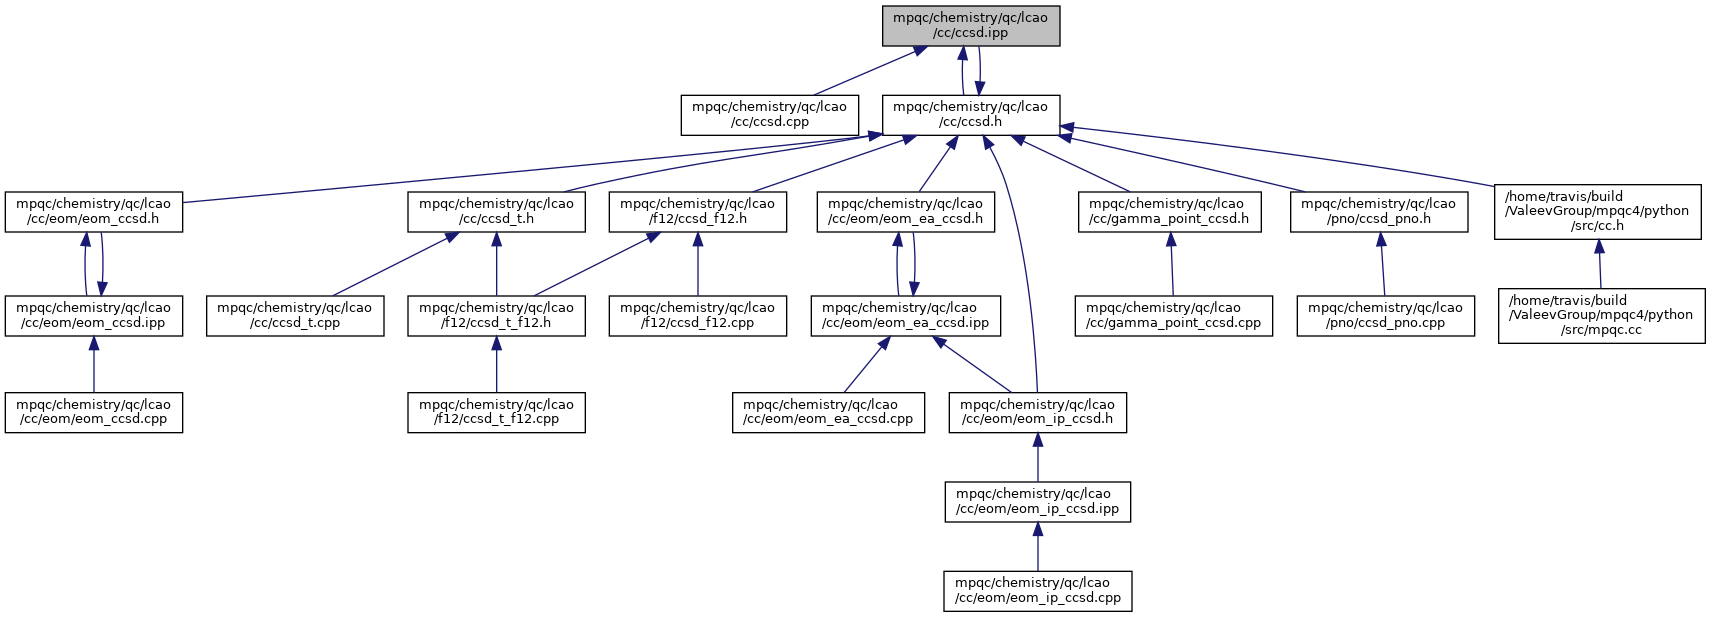 mpqc/chemistry/qc/lcao
/cc/ccsd.ipp
mpqc/chemistry/qc/lcao
/cc/ccsd.cpp
mpqc/chemistry/qc/lcao
/cc/ccsd.h
mpqc/chemistry/qc/lcao
/cc/eom/eom_ccsd.h
mpqc/chemistry/qc/lcao
/cc/ccsd_t.h
mpqc/chemistry/qc/lcao
/f12/ccsd_f12.h
mpqc/chemistry/qc/lcao
/cc/eom/eom_ea_ccsd.h
mpqc/chemistry/qc/lcao
/cc/gamma_point_ccsd.h
mpqc/chemistry/qc/lcao
/pno/ccsd_pno.h
/home/travis/build
/ValeevGroup/mpqc4/python
/src/cc.h
mpqc/chemistry/qc/lcao
/cc/eom/eom_ccsd.ipp
mpqc/chemistry/qc/lcao
/cc/ccsd_t.cpp
mpqc/chemistry/qc/lcao
/f12/ccsd_t_f12.h
mpqc/chemistry/qc/lcao
/f12/ccsd_f12.cpp
mpqc/chemistry/qc/lcao
/cc/eom/eom_ea_ccsd.ipp
mpqc/chemistry/qc/lcao
/cc/gamma_point_ccsd.cpp
mpqc/chemistry/qc/lcao
/pno/ccsd_pno.cpp
/home/travis/build
/ValeevGroup/mpqc4/python
/src/mpqc.cc
mpqc/chemistry/qc/lcao
/cc/eom/eom_ccsd.cpp
mpqc/chemistry/qc/lcao
/f12/ccsd_t_f12.cpp
mpqc/chemistry/qc/lcao
/cc/eom/eom_ea_ccsd.cpp
mpqc/chemistry/qc/lcao
/cc/eom/eom_ip_ccsd.h
mpqc/chemistry/qc/lcao
/cc/eom/eom_ip_ccsd.ipp
mpqc/chemistry/qc/lcao
/cc/eom/eom_ip_ccsd.cpp